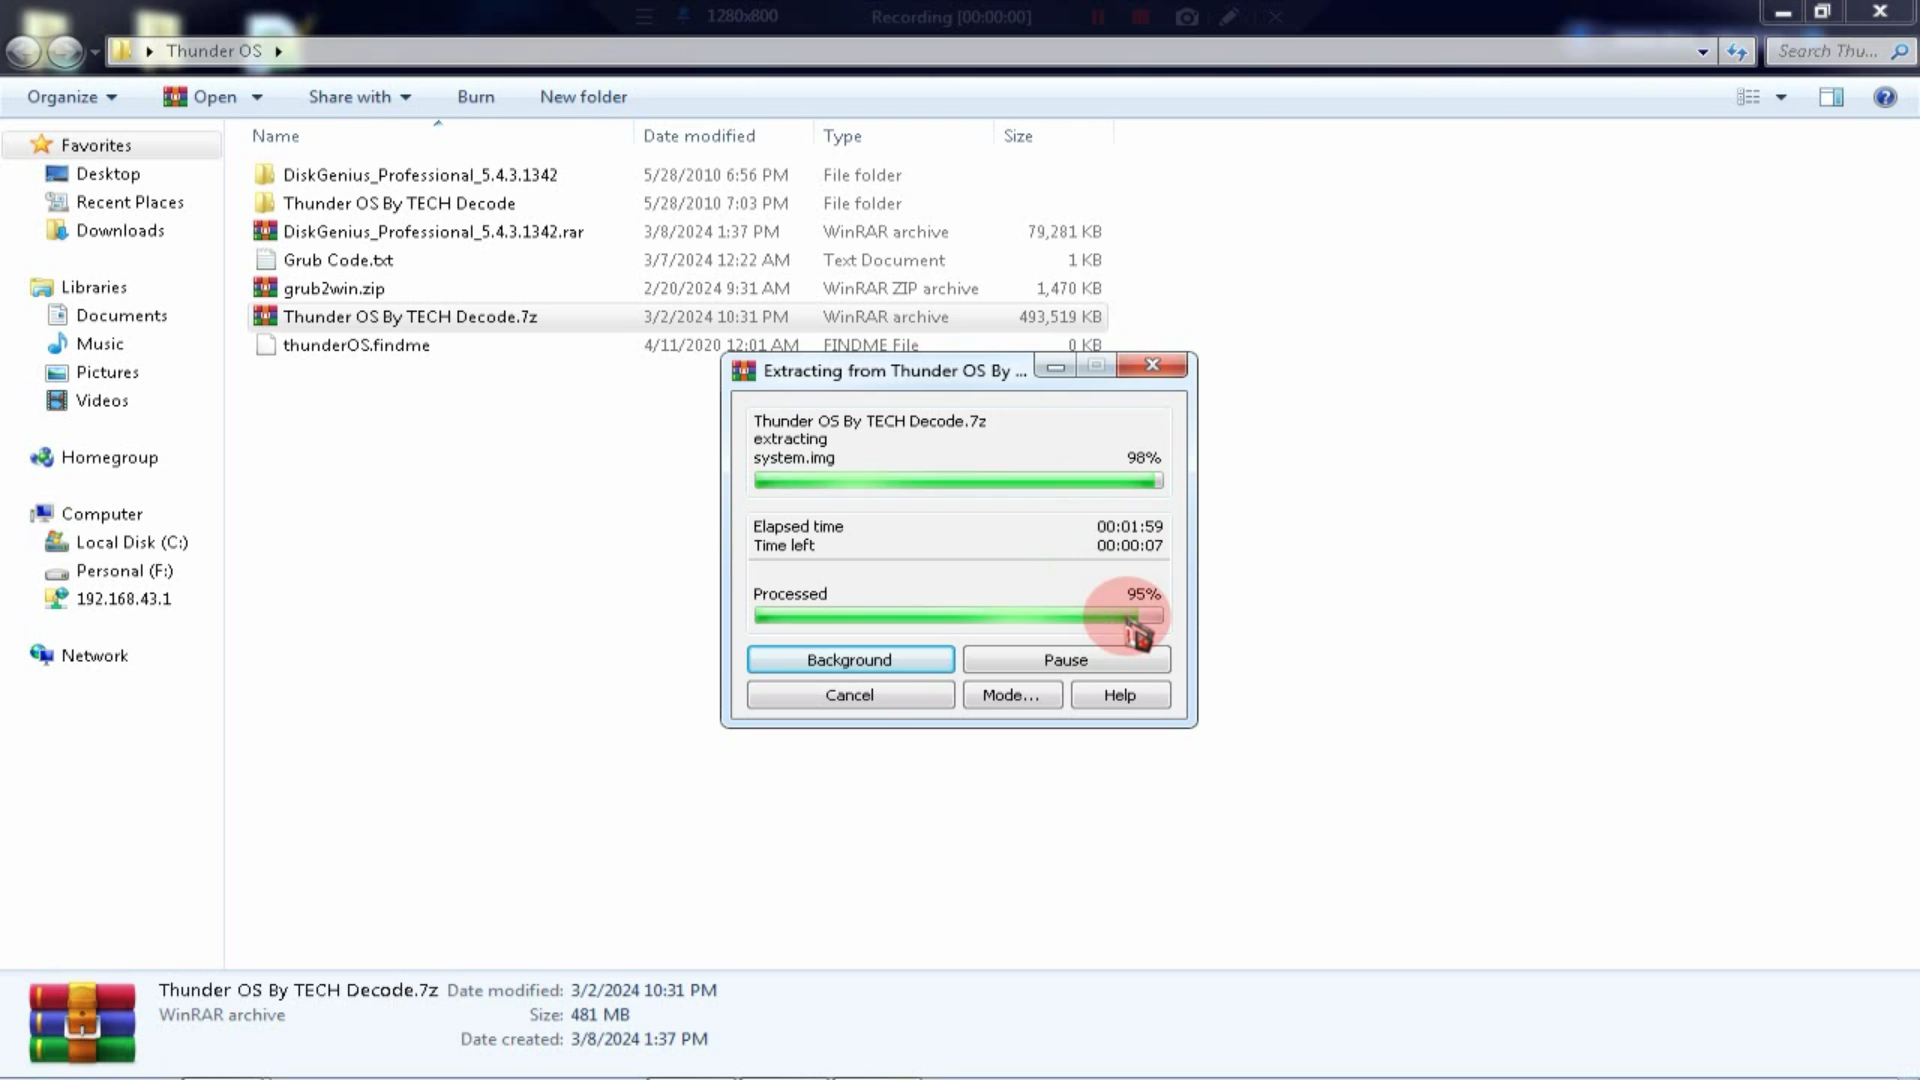 1280x800
Recording [00:00:00]
Thunder OS
Search Thu...
Organize
Open
Share with
Burn
New folder
Name
Date modified
Type
Size
Favorites
Desktop
Recent Places
Downloads
Libraries
Documents
Music
Pictures
Videos
Homegroup
Computer
Local Disk (C:)
Personal (F:)
192.168.43.1
Network
DiskGenius_Professional_5.4.3.1342 5/28/2010 6:56 PM File folder
Thunder OS By TECH Decode 5/28/2010 7:03 PM File folder
DiskGenius_Professional_5.4.3.1342.rar 3/8/2024 1:37 PM WinRAR archive 79,281 KB
Grub Code.txt 3/7/2024 12:22 AM Text Document 1 KB
grub2win.zip 2/20/2024 9:31 AM WinRAR ZIP archive 1,470 KB
Thunder OS By TECH Decode.7z 3/2/2024 10:31 PM WinRAR archive 493,519 KB
thunderOS.findme 4/11/2020 12:01 AM FINDME File 0 KB
Extracting from Thunder OS By ...
Thunder OS By TECH Decode.7z
extracting
system.img 98%
Elapsed time 00:01:59
Time left 00:00:07
Processed 95%
Background
Pause
Cancel
Mode...
Help
Thunder OS By TECH Decode.7z Date modified: 3/2/2024 10:31 PM
WinRAR archive Size: 481 MB
Date created: 3/8/2024 1:37 PM